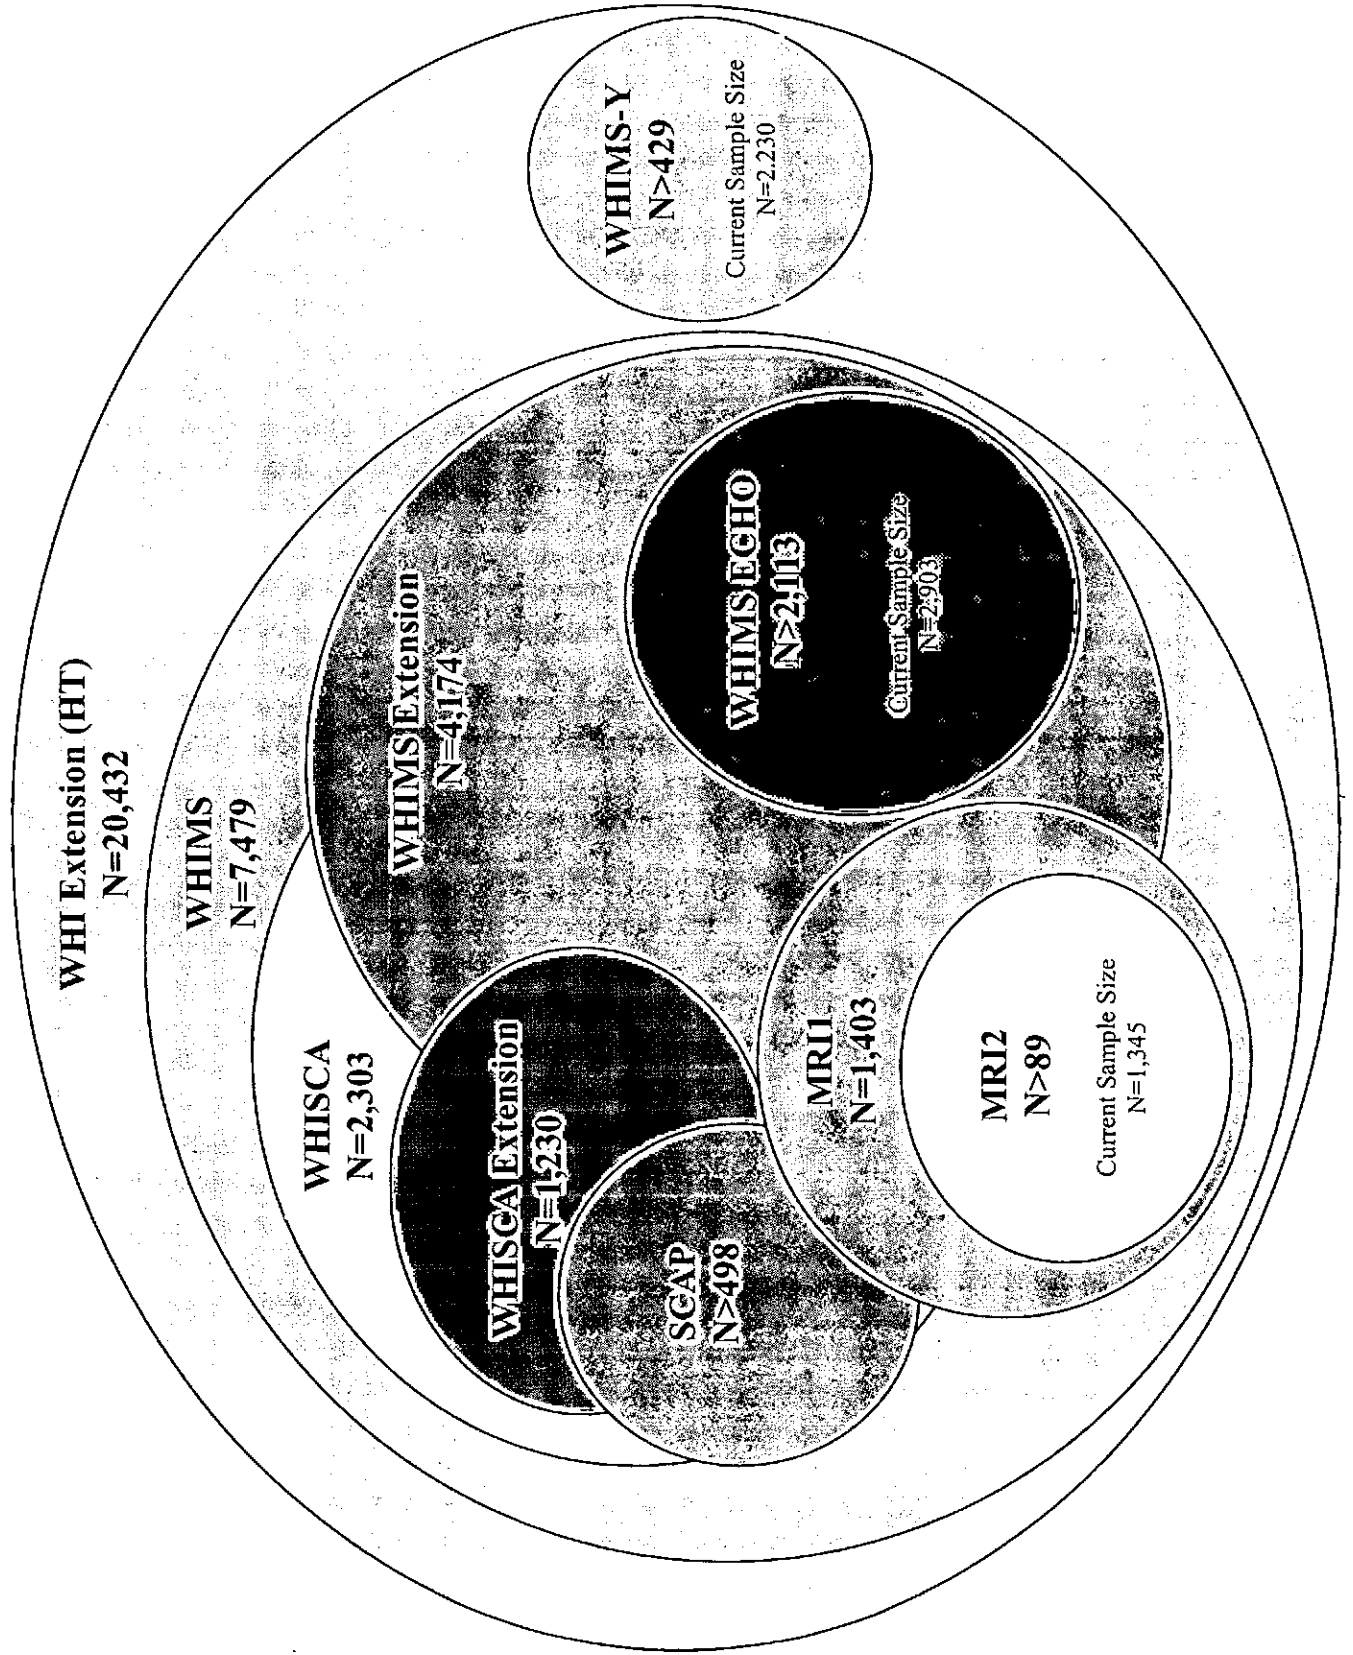 WHI Extension (HT)
N=20,432
WHIMS
N=7,479
WHISCA
N=2,303
WHISCA Extension
N=1,230
SCAP
N>498
WHIMS Extension
N=4,174
MRI1
N=1,403
MRI2
N>89
Current Sample Size
N=1,345
WHIMS ECHO
N>2,113
Current Sample Size
N=2,903
WHIMS-Y
N>429
Current Sample Size
N=2.230